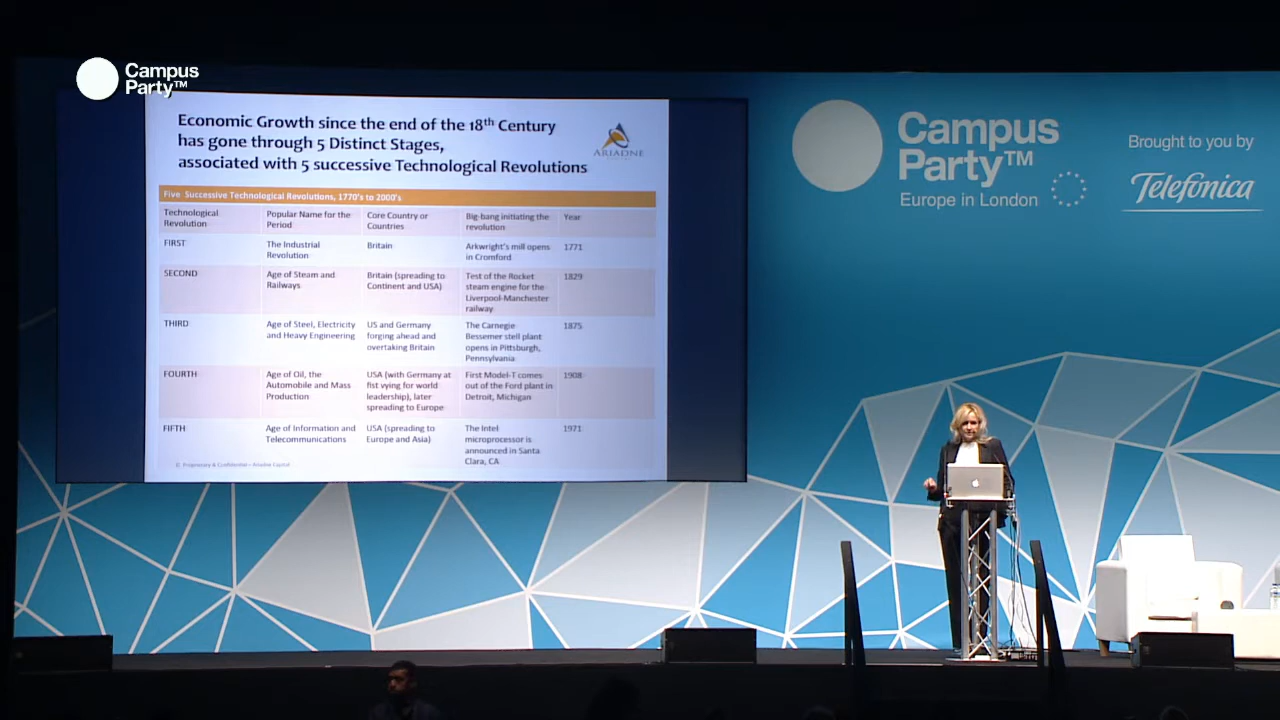 Campus
Party™
Economic Growth since the end of the 18th Century
has gone through 5 Distinct Stages,
associated with 5 successive Technological Revolutions
ARIADNE
Five Successive Technological Revolutions, 1770's to 2000's
Technological
Revolution
Popular Name for the
Period
Core Country or
Countries
Big-bang initiating the
revolution
Year
FIRST
The Industrial
Revolution
Britain
Arkwright's mill opens
in Cromford
1771
SECOND
Age of Steam and
Railways
Britain (spreading to
Continent and USA)
Test of the Rocket
steam engine for the
Liverpool-Manchester
railway
1829
THIRD
Age of Steel, Electricity
and Heavy Engineering
US and Germany
forging ahead and
overtaking Britain
The Carnegie
Bessemer stell plant
opens in Pittsburgh,
Pennsylvania
1875
FOURTH
Age of Oil, the
Automobile and Mass
Production
USA (with Germany at
fist vying for world
leadership), later
spreading to Europe
First Model-T comes
out of the Ford plant in
Detroit, Michigan
1908
FIFTH
Age of Information and
Telecommunications
USA (spreading to
Europe and Asia)
The Intel
microprocessor is
announced in Santa
Clara, CA
1971
© Proprietary & Confidential – Ariadne Capital
Campus
Party™
Europe in London
Brought to you by
Telefónica